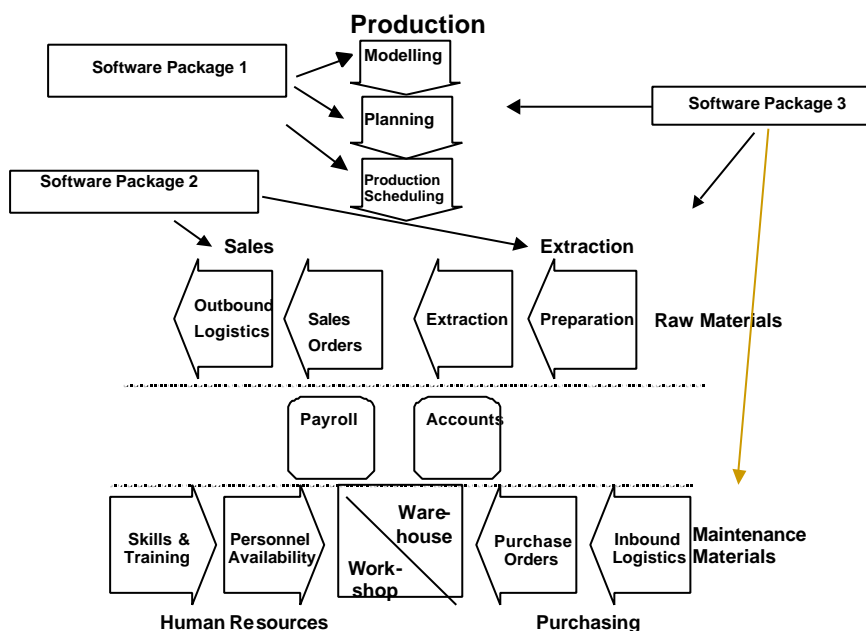 Production
Software Package 1
Modelling
Software Package 3
Planning
Software Package 2
Production
Scheduling
Sales
Extraction
Outbound
Logistics
Sales
Orders
Extraction
Preparation
Raw Materials
Payroll
Accounts
Skills &
Training
Personnel
Availability
Ware-
house
Work-
shop
Purchase
Orders
Inbound
Logistics
Maintenance
Materials
Human Resources
Purchasing